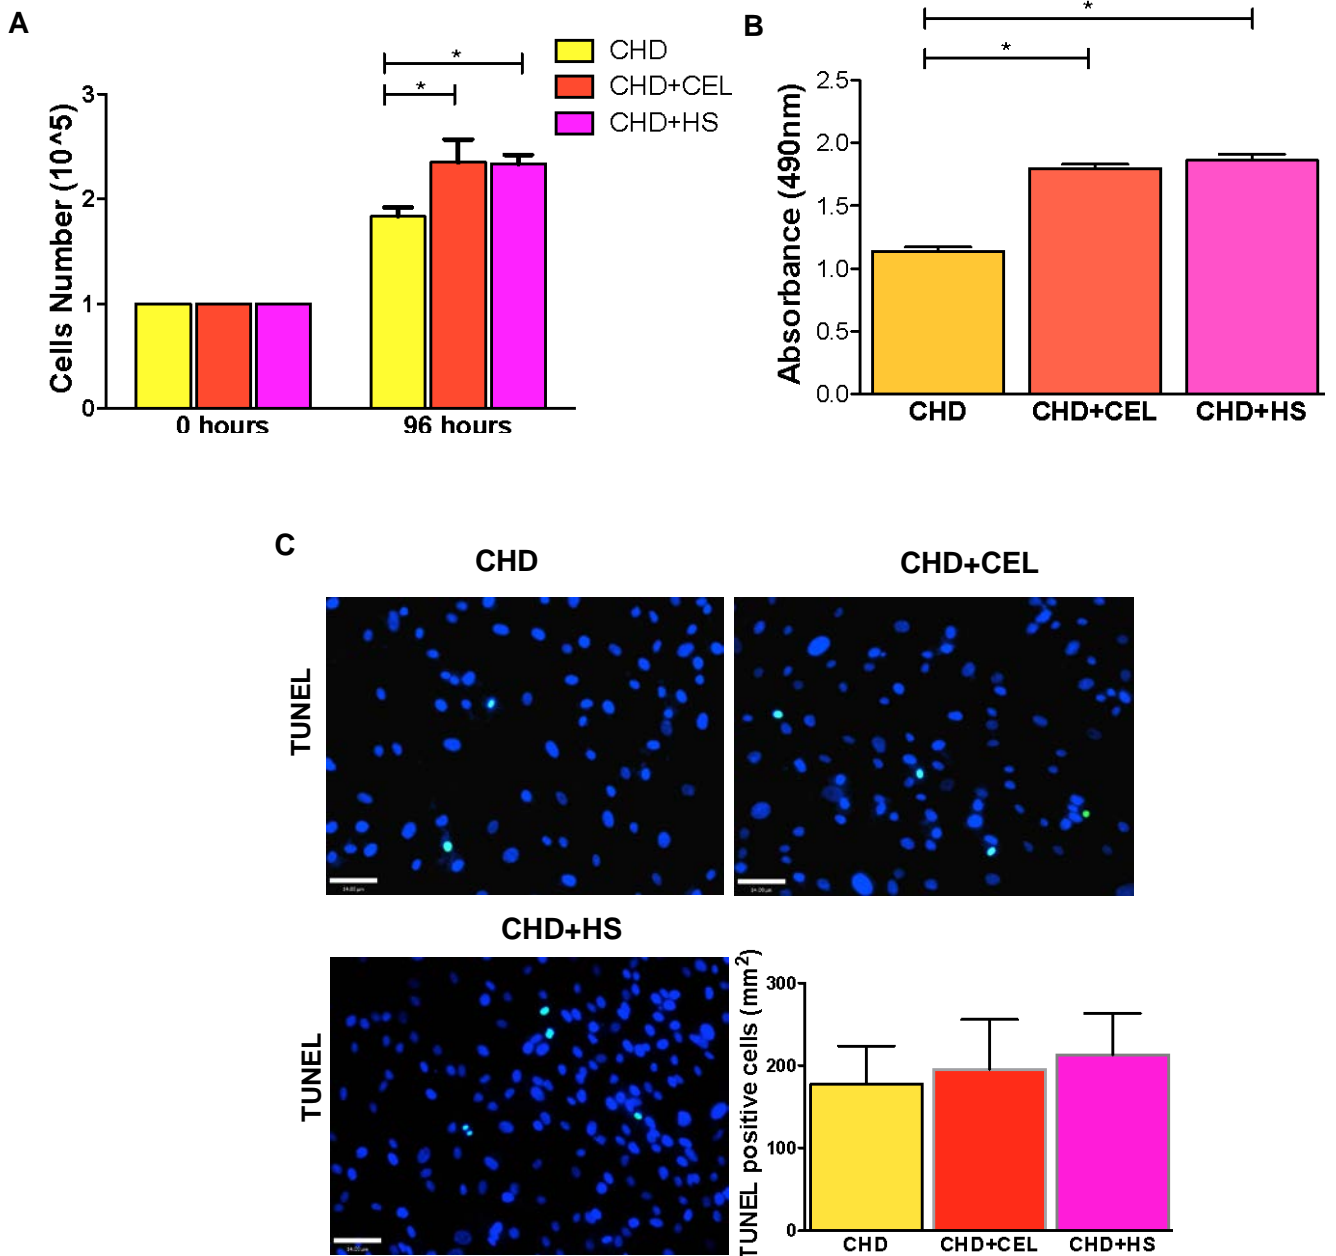 A
CHD
CHD+CEL
CHD+HS
*
*
Cells Number (10^5)
3
2
1
0
0 hours
96 hours
B
*
*
Absorbance (490nm)
2.5
2.0
1.5
1.0
0.5
0.0
CHD
CHD+CEL
CHD+HS
C
CHD
CHD+CEL
TUNEL
CHD+HS
TUNEL
TUNEL positive cells (mm²)
300
200
100
0
CHD
CHD+CEL
CHD+HS